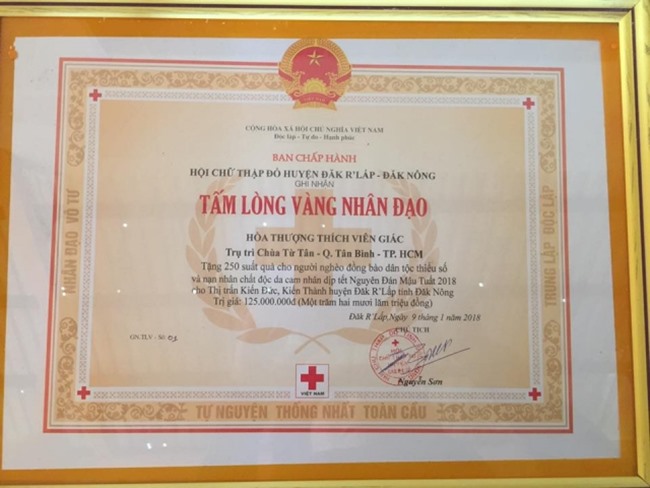 CỘNG HÒA XÃ HỘI CHỦ NGHĨA VIỆT NAM
Độc lập - Tự do - Hạnh phúc
BAN CHẤP HÀNH
HỘI CHỮ THẬP ĐỎ HUYỆN ĐĂK R'LẤP - ĐĂK NÔNG
GHI NHẬN
TẤM LÒNG VÀNG NHÂN ĐẠO
HÒA THƯỢNG THÍCH VIÊN GIÁC
Trụ trì Chùa Từ Tân - Q. Tân Bình - TP. HCM
Tặng 250 suất quà cho người nghèo đồng bào dân tộc thiểu số
và nạn nhân chất độc da cam nhân dịp tết Nguyên Đán Mậu Tuất 2018
cho Thị trấn Kiến Đức, Kiến Thành huyện Đăk R'Lấp tỉnh Đăk Nông
Trị giá: 125.000.000đ (Một trăm hai mươi lăm triệu đồng)
Đăk R'Lấp, Ngày 9 tháng 1 năm 2018
GN.TLV - Số: 03
CHỦ TỊCH
Nguyễn Sơn
VIỆT NAM
NHÂN ĐẠO VÔ TƯ
TRUNG LẬP ĐỘC LẬP
TỰ NGUYỆN THỐNG NHẤT TOÀN CẦU